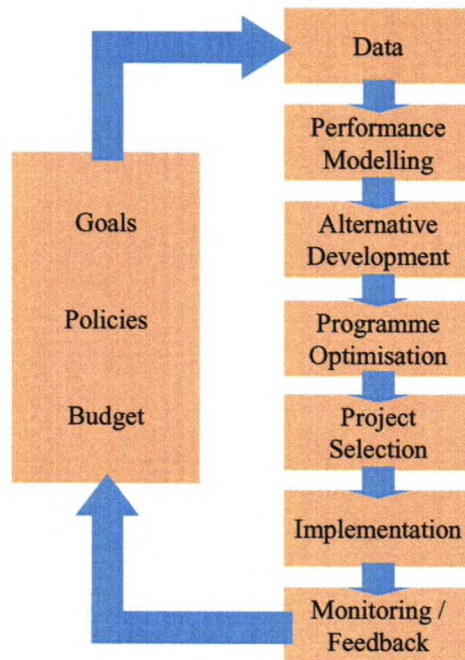 Data
Performance
Modelling
Alternative
Development
Programme
Optimisation
Project
Selection
Implementation
Monitoring /
Feedback
Goals
Policies
Budget